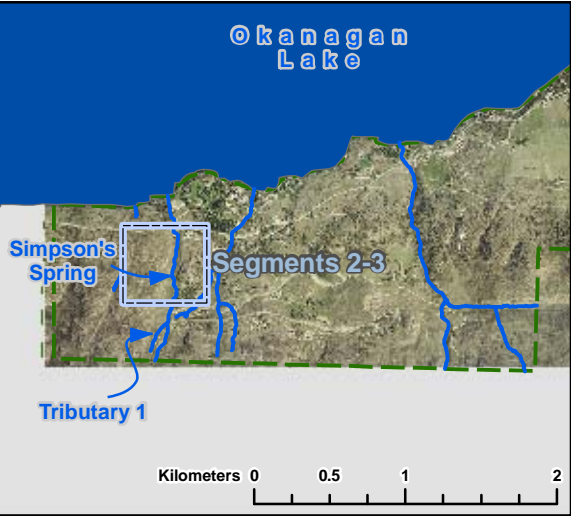 Okanagan
Lake
Simpson's
Spring
Segments 2-3
Tributary 1
Kilometers 0 0.5 1 2